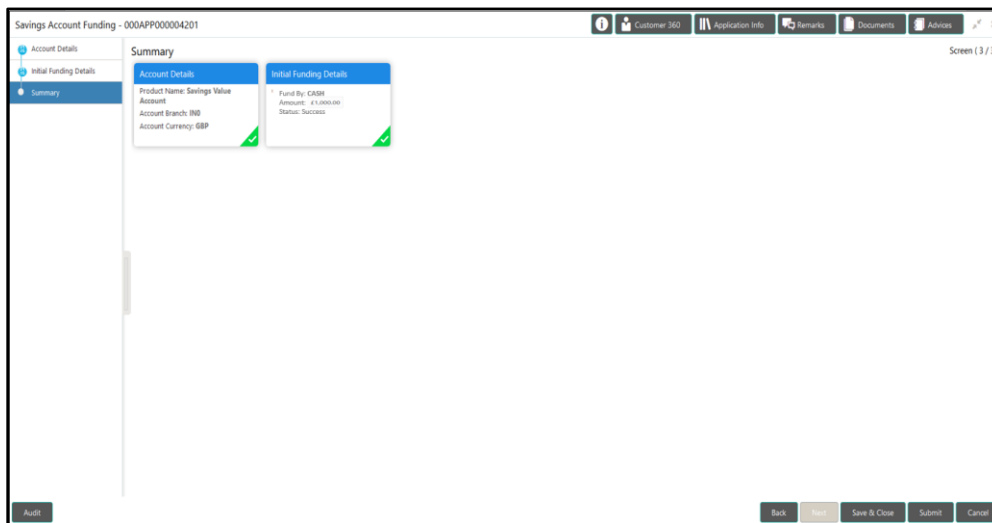 Savings Account Funding - 000APP000004201
Customer 360
Application Info
Remarks
Documents
Advices
Account Details
Initial Funding Details
Summary
Summary
Screen ( 3 / 
Account Details
Product Name: Savings Value
Account
Account Branch: IN0
Account Currency: GBP
Initial Funding Details
Fund By: CASH
Amount: £1,000.00
Status: Success
Audit
Back
Next
Save & Close
Submit
Cancel